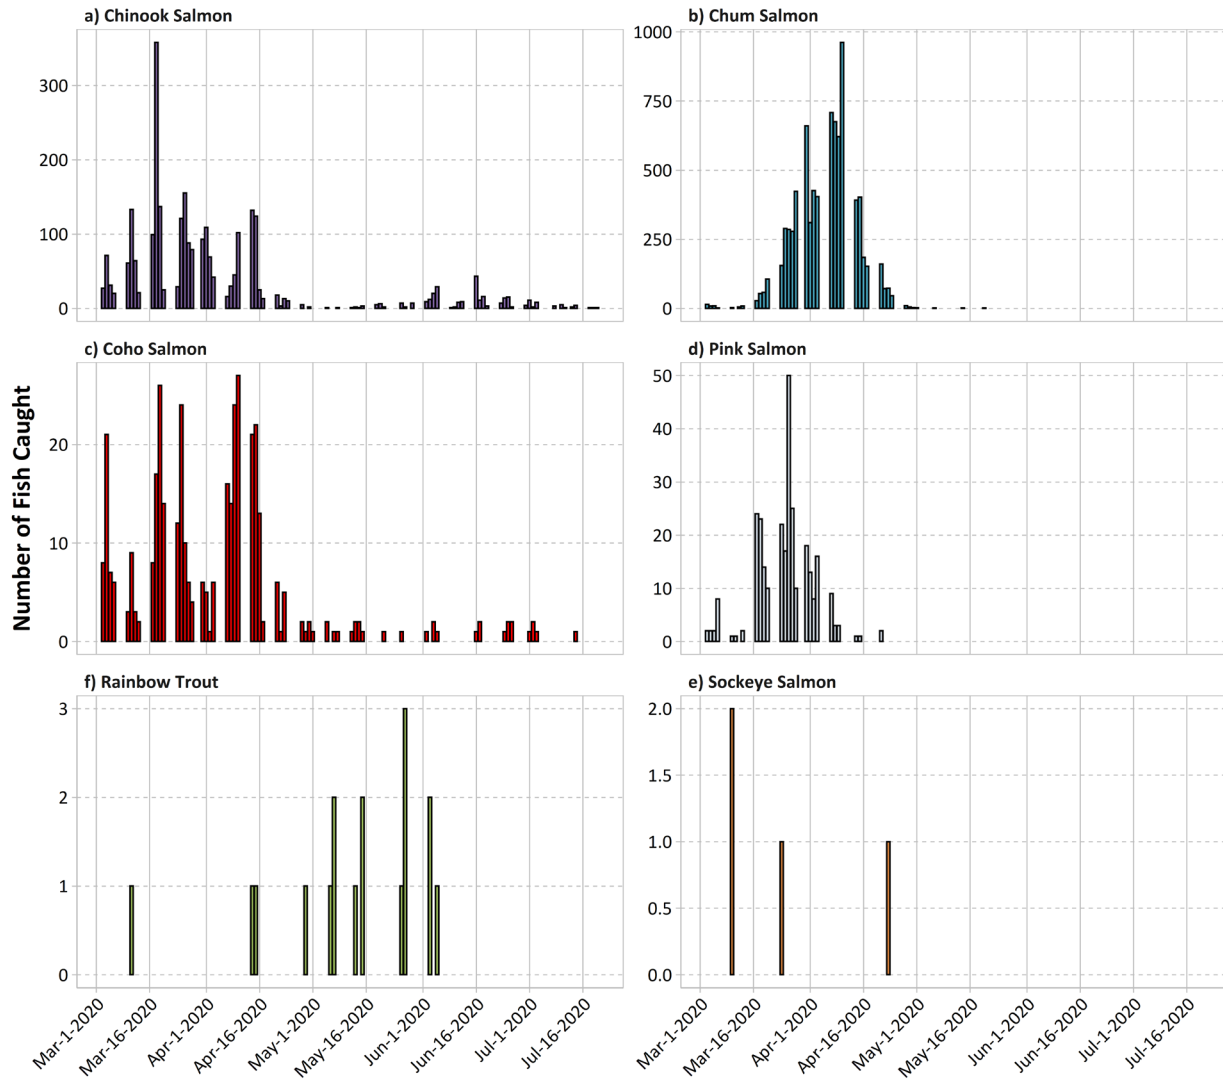 a) Chinook Salmon
300
200
100
0
b) Chum Salmon
1000
750
500
250
0
c) Coho Salmon
20
10
0
d) Pink Salmon
50
40
30
20
10
0
f) Rainbow Trout
3
2
1
0
e) Sockeye Salmon
2.0
1.5
1.0
0.5
0.0
Number of Fish Caught
Mar-1-2020
Mar-16-2020
Apr-1-2020
Apr-16-2020
May-1-2020
May-16-2020
Jun-1-2020
Jun-16-2020
Jul-1-2020
Jul-16-2020
Mar-1-2020
Mar-16-2020
Apr-1-2020
Apr-16-2020
May-1-2020
May-16-2020
Jun-1-2020
Jun-16-2020
Jul-1-2020
Jul-16-2020